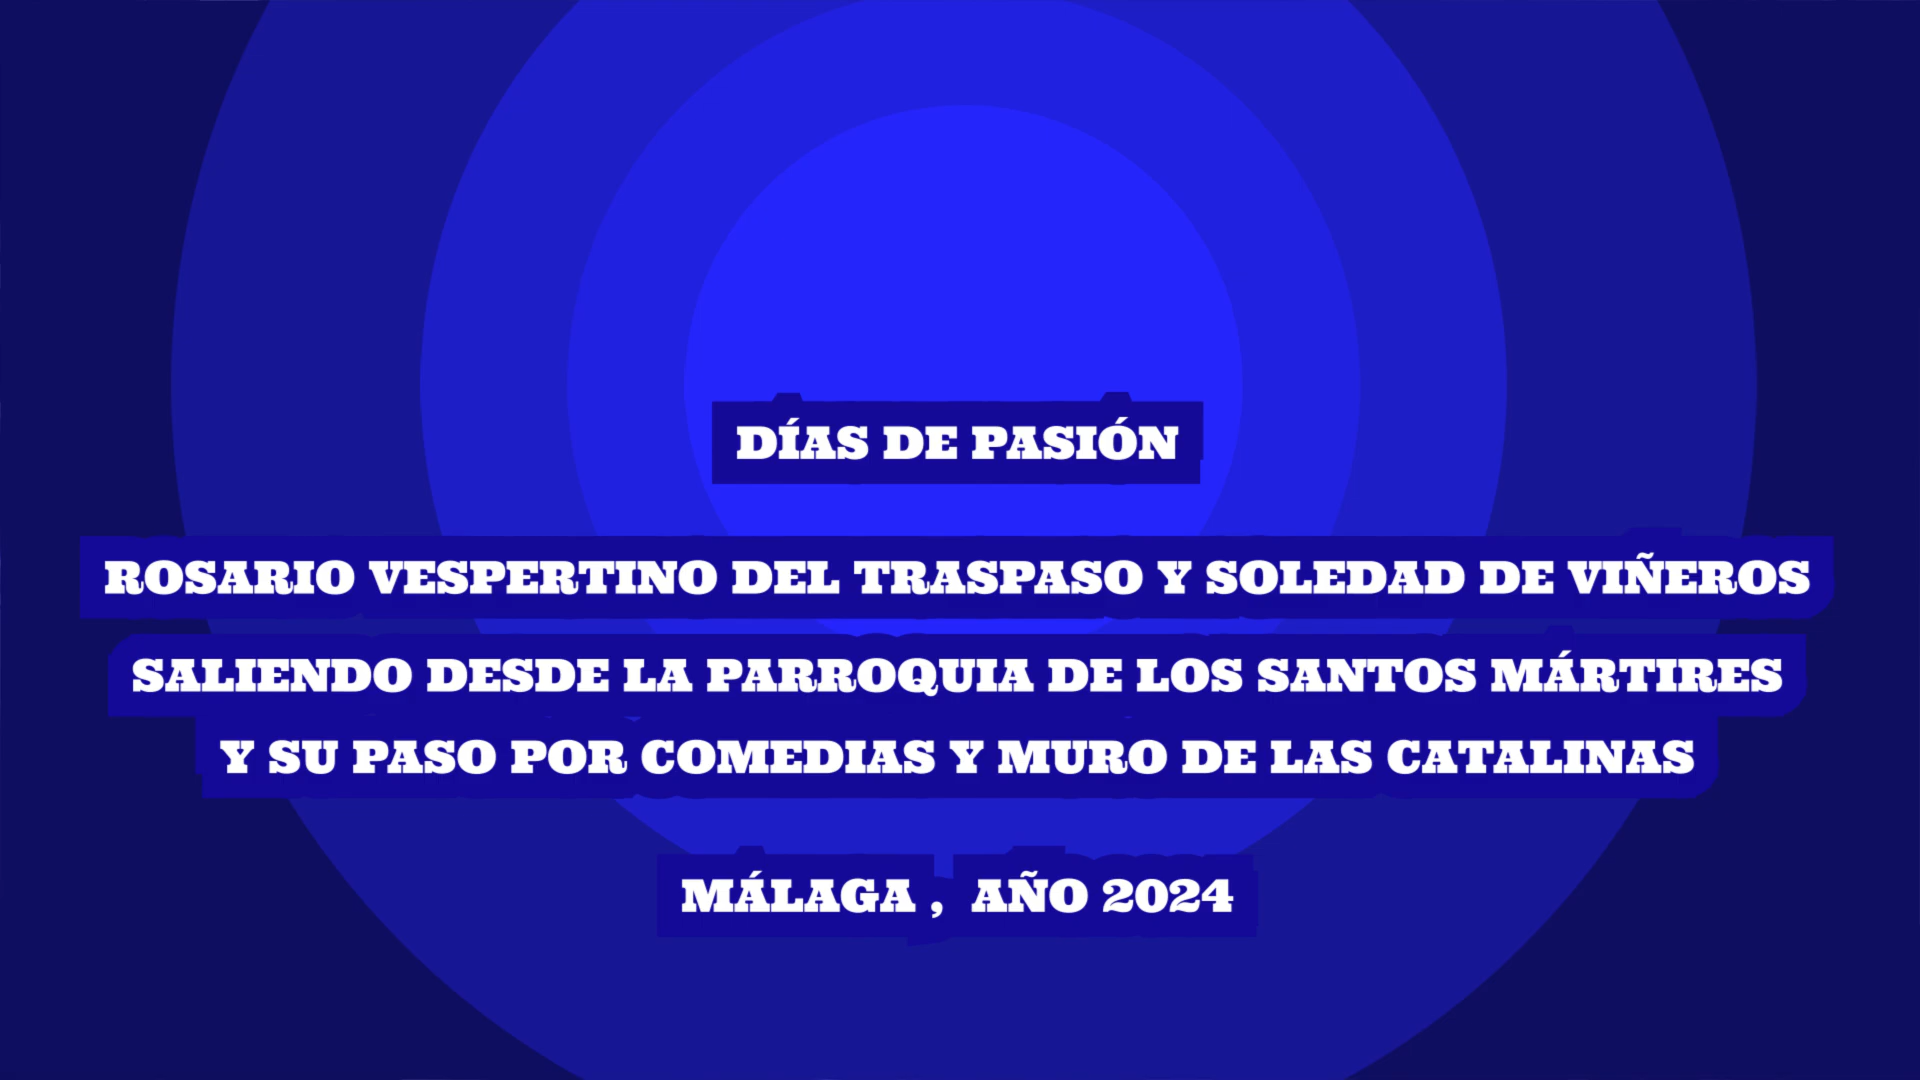 DÍAS DE PASIÓN
ROSARIO VESPERTINO DEL TRASPASO Y SOLEDAD DE VIÑEROS
SALIENDO DESDE LA PARROQUIA DE LOS SANTOS MÁRTIRES
Y SU PASO POR COMEDIAS Y MURO DE LAS CATALINAS
MÁLAGA , AÑO 2024